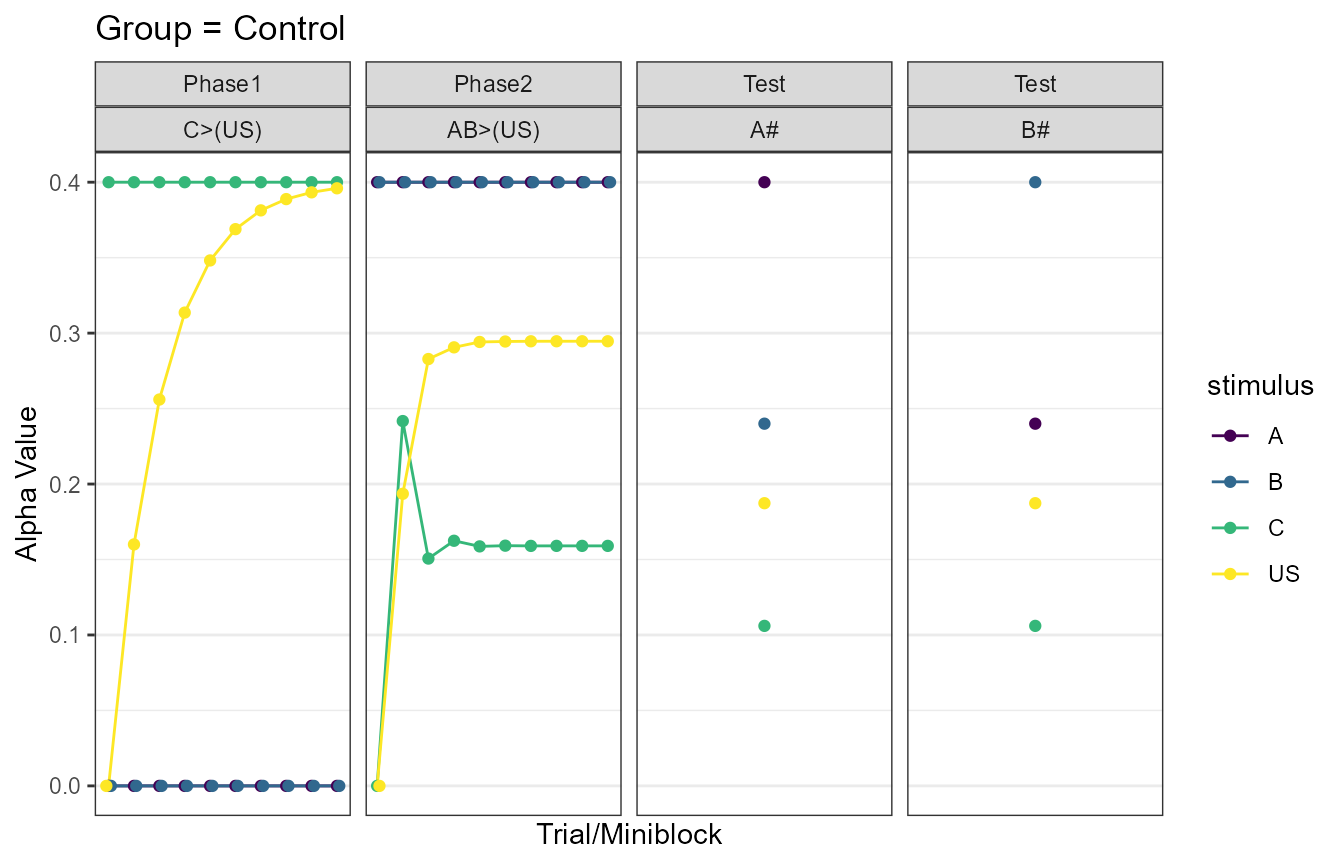 Group = Control
Phase1
Phase2
Test
Test
C>(US)
AB>(US)
A#
B#
0.4
0.3
0.2
0.1
0.0
Alpha Value
Trial/Miniblock
stimulus
A
B
C
US